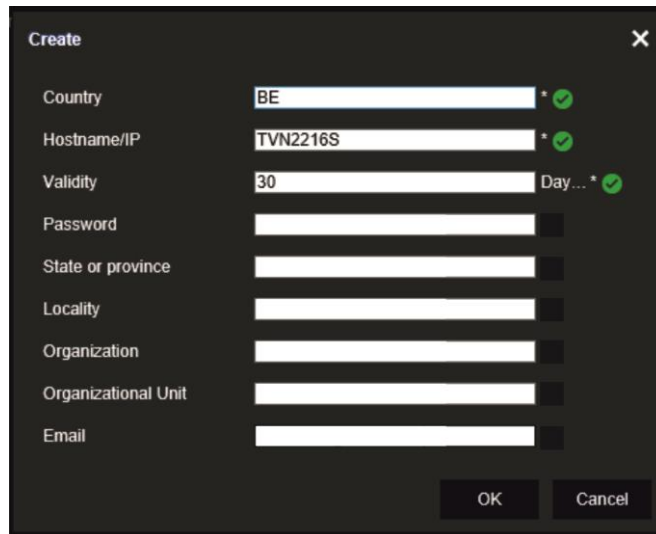 Create
Country BE *
Hostname/IP TVN2216S *
Validity 30 Day... *
Password
State or province
Locality
Organization
Organizational Unit
Email
OK Cancel